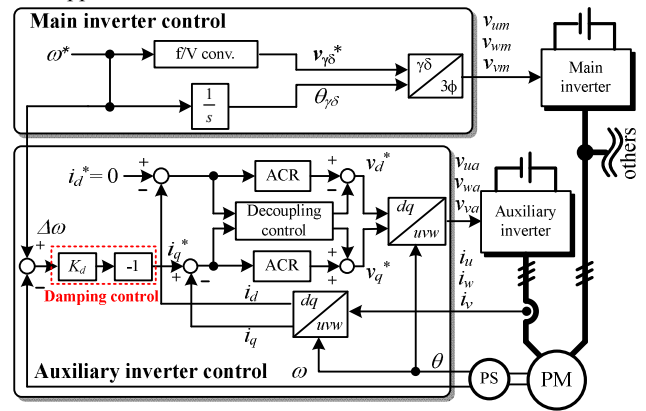 Main inverter control
ω*
f/V conv.
vγδ*
1
s
θγδ
γδ
3ϕ
vum
vwm
vvm
Main
inverter
others
id*= 0
+
−
ACR
+
−
vd*
Decoupling
control
dq
uvw
vua
vwa
vva
Auxiliary
inverter
Δω
+
−
Kd
-1
Damping control
iq*
+
−
ACR
+
+
vq*
id
iq
dq
uvw
iu
iw
iv
ω
θ
PS
PM
Auxiliary inverter control